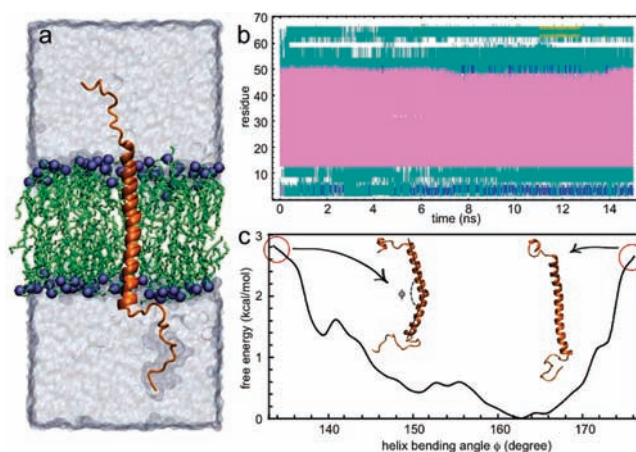 a
b
70
60
50
40
30
20
10
residue
0 2 4 6 8 10 12 14
time (ns)
c
3
2
1
0
free energy (kcal/mol)
ϕ
140 150 160 170
helix bending angle ϕ (degree)